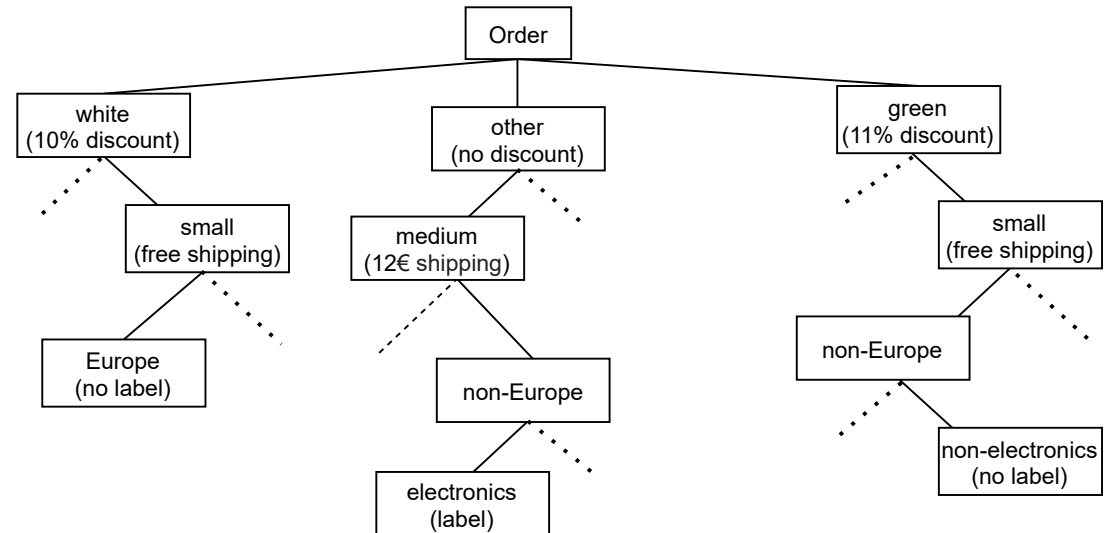 Order
white
(10% discount)
other
(no discount)
green
(11% discount)
small
(free shipping)
medium
(12€ shipping)
small
(free shipping)
Europe
(no label)
non-Europe
non-Europe
electronics
(label)
non-electronics
(no label)